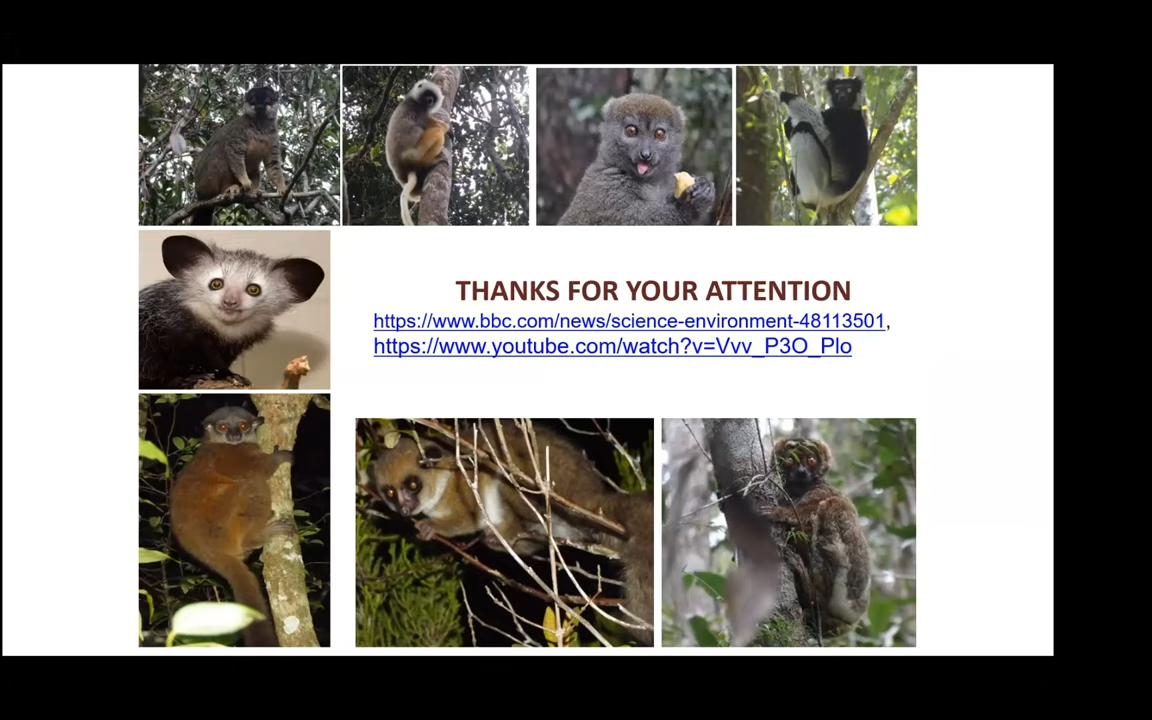 THANKS FOR YOUR ATTENTION
https://www.bbc.com/news/science-environment-48113501,
https://www.youtube.com/watch?v=Vvv_P3O_Plo